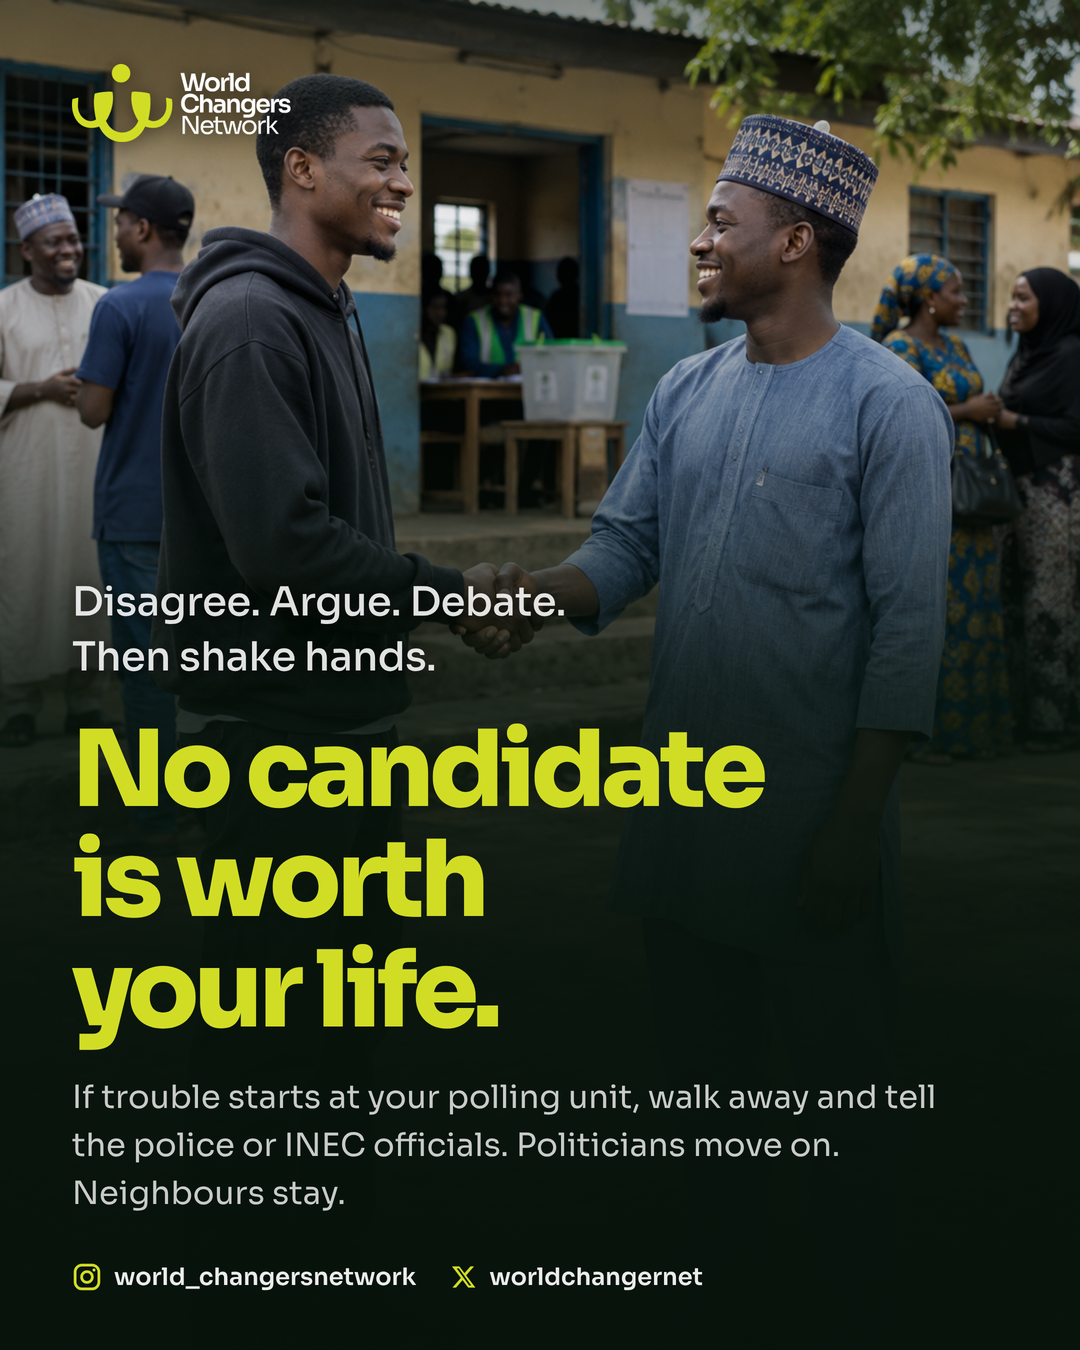 World
Changers
Network
Disagree. Argue. Debate.
Then shake hands.
No candidate
is worth
your life.
If trouble starts at your polling unit, walk away and tell
the police or INEC officials. Politicians move on.
Neighbours stay.
world_changersnetwork
worldchangernet